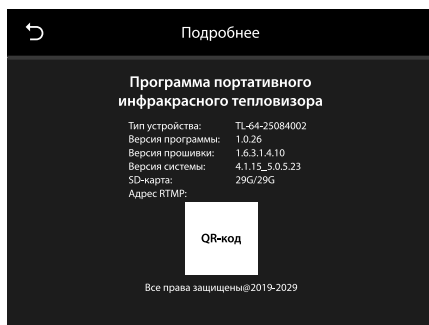 Подробнее
Программа портативного
инфракрасного тепловизора
Тип устройства: TL-64-25084002
Версия программы: 1.0.26
Версия прошивки: 1.6.3.1.4.10
Версия системы: 4.1.15_5.0.5.23
SD-карта: 29G/29G
Адрес RTMP:
QR-код
Все права защищены@2019-2029